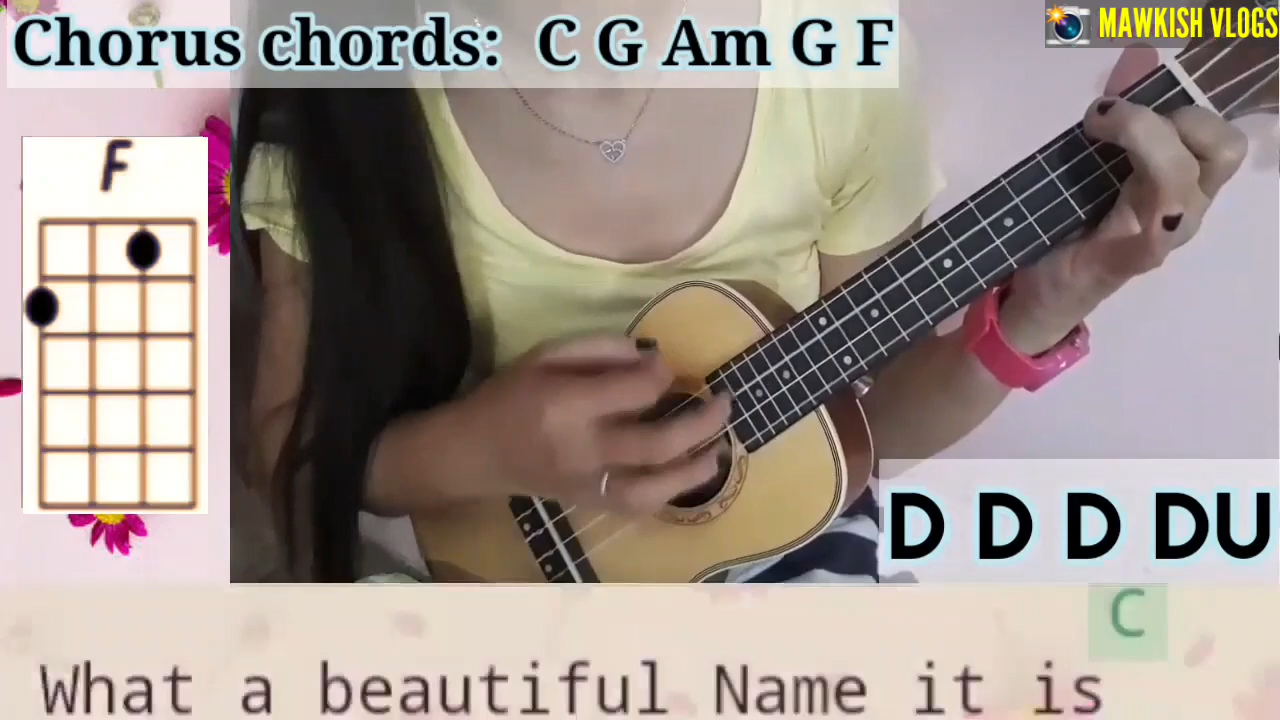 Chorus chords: C G Am G F
MAWKISH VLOGS
F
D D D DU
C
What a beautiful Name it is